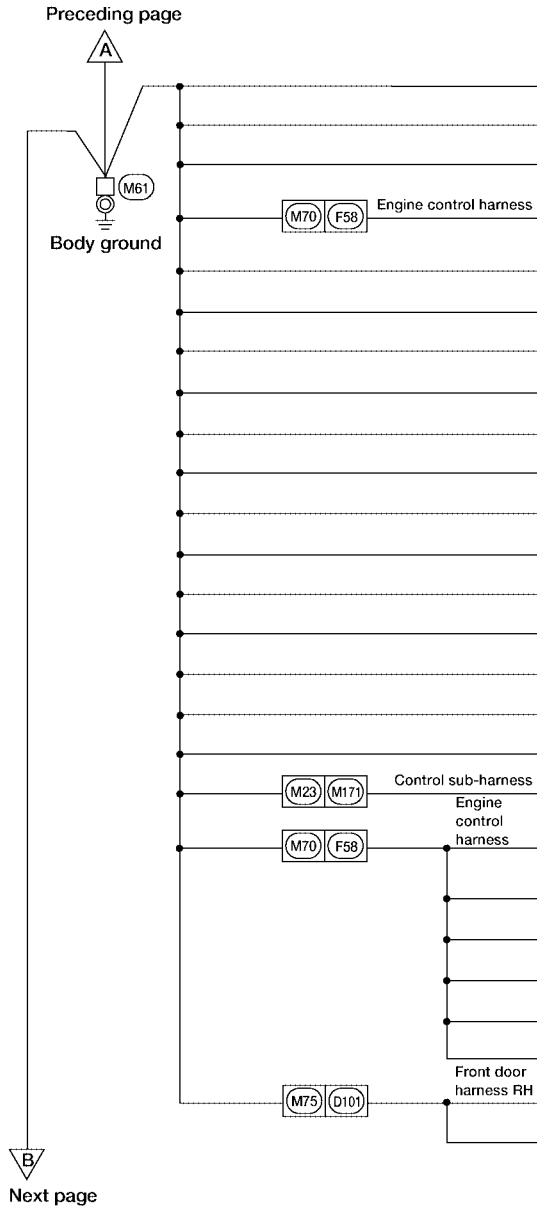 Preceding page
A
M61
Body ground
M70 F58 Engine control harness
M23 M171 Control sub-harness
M70 F58 Engine
control
harness
M75 D101 Front door
harness RH
B
Next page